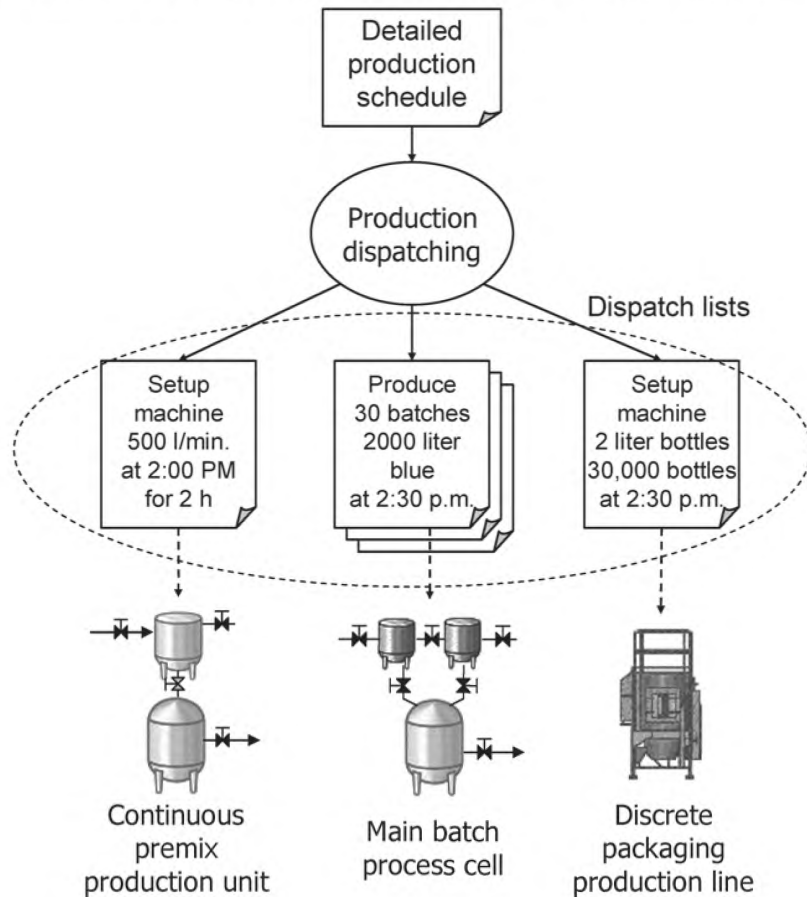 Detailed
production
schedule
Production
dispatching
Dispatch lists
Setup
machine
500 l/min.
at 2:00 PM
for 2 h
Produce
30 batches
2000 liter
blue
at 2:30 p.m.
Setup
machine
2 liter bottles
30,000 bottles
at 2:30 p.m.
Continuous
premix
production unit
Main batch
process cell
Discrete
packaging
production line